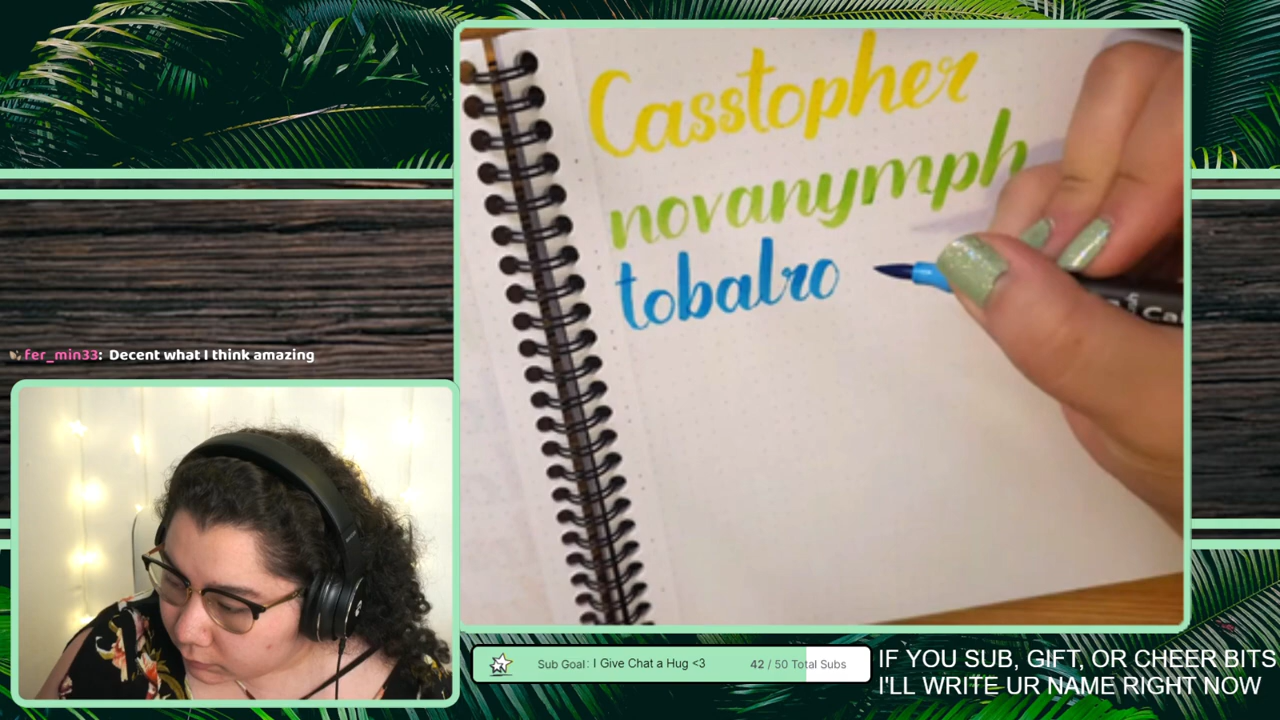 Casstopher
novanymph
tobalro
fer_min33: Decent what I think amazing
Sub Goal: I Give Chat a Hug <3 42 / 50 Total Subs
IF YOU SUB, GIFT, OR CHEER BITS
I'LL WRITE UR NAME RIGHT NOW